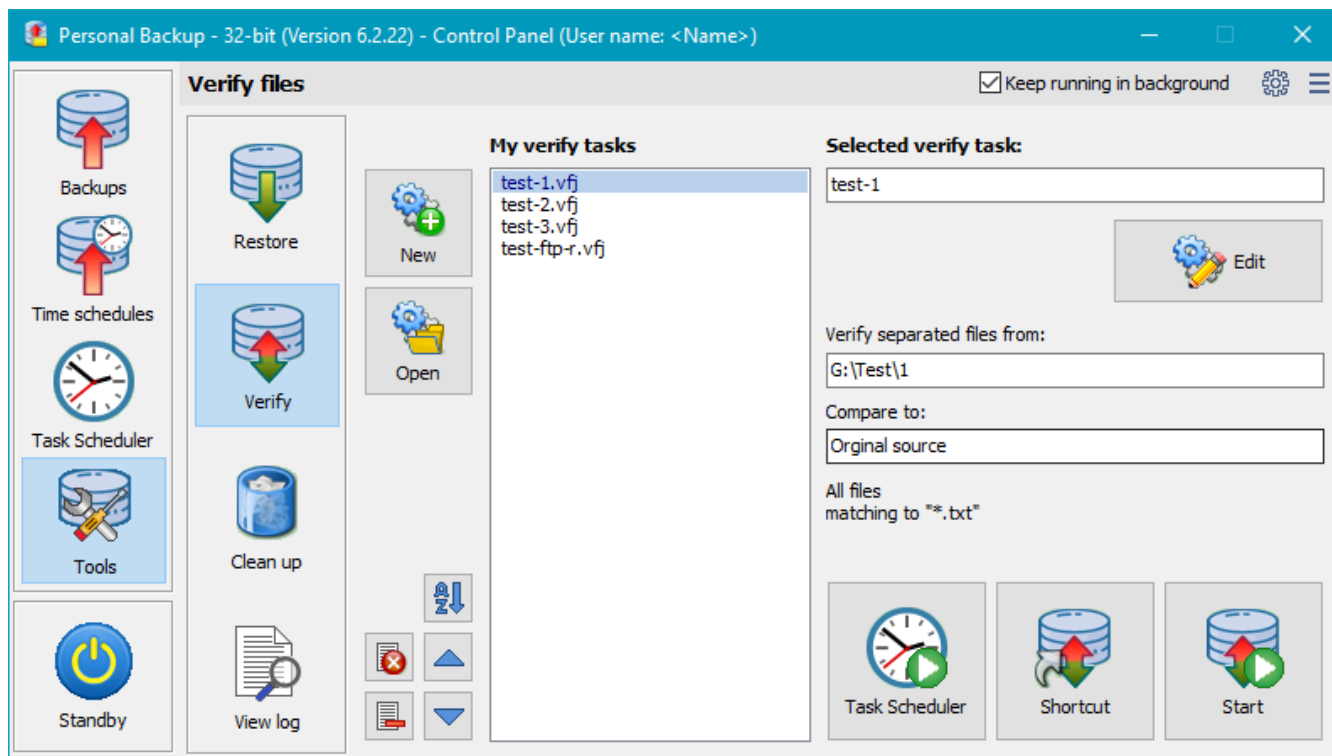 Personal Backup - 32-bit (Version 6.2.22) - Control Panel (User name: <Name>)
Verify files
Keep running in background
Backups
Time schedules
Task Scheduler
Tools
Standby
Restore
Verify
Clean up
View log
New
Open
My verify tasks
test-1.vfj
test-2.vfj
test-3.vfj
test-ftp-r.vfj
Selected verify task:
test-1
Edit
Verify separated files from:
G:\Test\1
Compare to:
Orginal source
All files
matching to "*.txt"
A
Z
Task Scheduler
Shortcut
Start